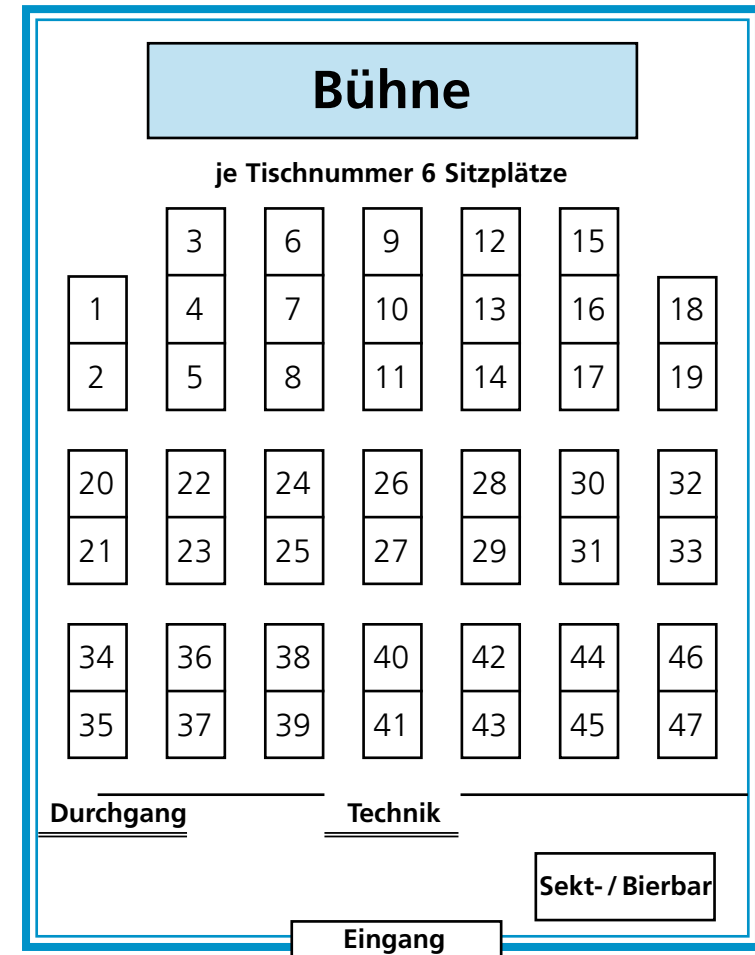 Bühne
je Tischnummer 6 Sitzplätze
3 6 9 12 15
1 4 7 10 13 16 18
2 5 8 11 14 17 19
20 22 24 26 28 30 32
21 23 25 27 29 31 33
34 36 38 40 42 44 46
35 37 39 41 43 45 47
Durchgang Technik
Sekt- / Bierbar
Eingang